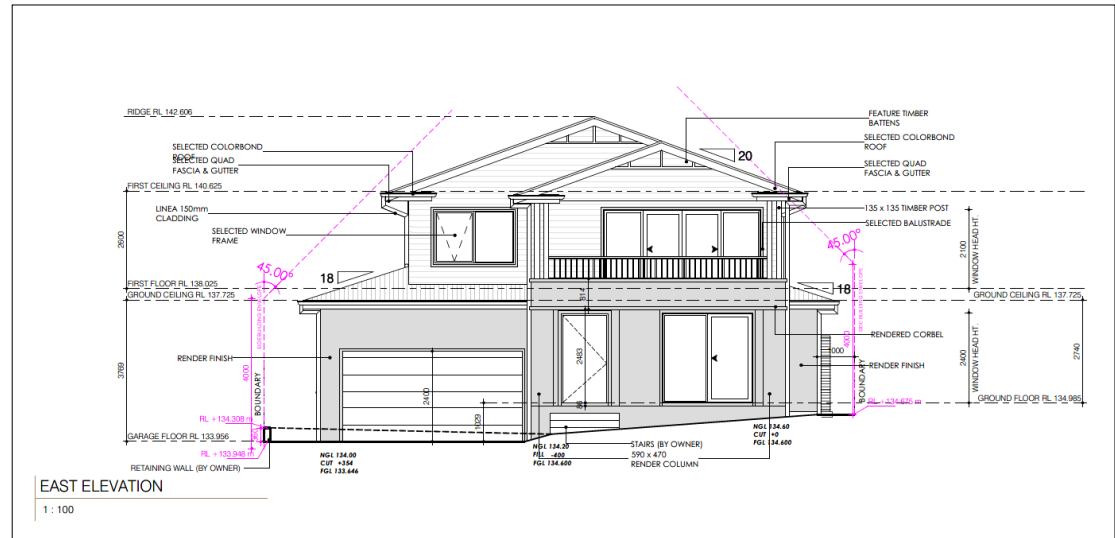 RIDGE RL 142.606
FEATURE TIMBER
BATTENS
SELECTED COLORBOND
ROOF
SELECTED QUAD
FASCIA & GUTTER
20
SELECTED COLORBOND
ROOF
SELECTED QUAD
FASCIA & GUTTER
FIRST CEILING RL 140.625
LINEA 150mm
CLADDING
135 x 135 TIMBER POST
SELECTED BALUSTRADE
SELECTED WINDOW
FRAME
2600
45.00°
45.00°
2100
WINDOW HEAD HT.
18
18
FIRST FLOOR RL 138.025
GROUND CEILING RL 137.725
GROUND CEILING RL 137.725
814
RENDERED CORBEL
RENDER FINISH
RENDER FINISH
3769
4000
BOUNDARY
2400
2483
86
1029
4000
BOUNDARY
2400
WINDOW HEAD HT.
2740
GROUND FLOOR RL 134.985
RL +134.308 m
RL +134.675 m
GARAGE FLOOR RL 133.956
RL +133.948 m
RETAINING WALL (BY OWNER)
NGL 134.00
CUT +354
FGL 133.646
NGL 134.20
FILL -400
FGL 134.600
STAIRS (BY OWNER)
590 x 470
RENDER COLUMN
NGL 134.60
CUT +0
FGL 134.600
EAST ELEVATION
1 : 100